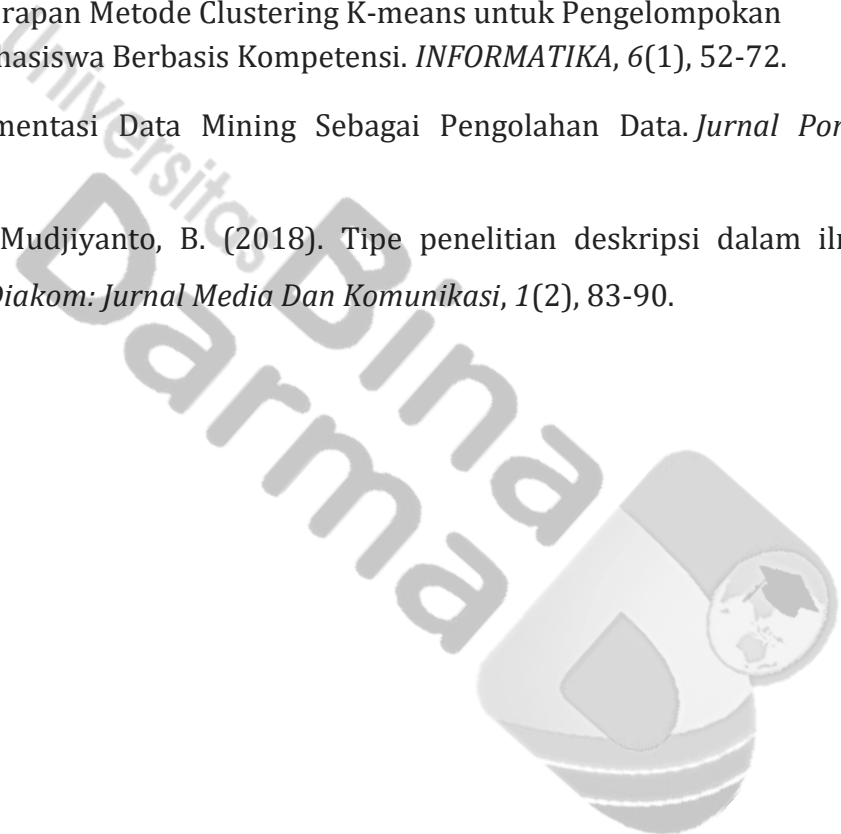 rapan Metode Clustering K-means untuk Pengelompokan
hasiswa Berbasis Kompetensi. INFORMATIKA, 6(1), 52-72.
mentasi Data Mining Sebagai Pengolahan Data. Jurnal Por
Mudjiyanto, B. (2018). Tipe penelitian deskripsi dalam il
Diakom: Jurnal Media Dan Komunikasi, 1(2), 83-90.
Universitas
Bina
Darma